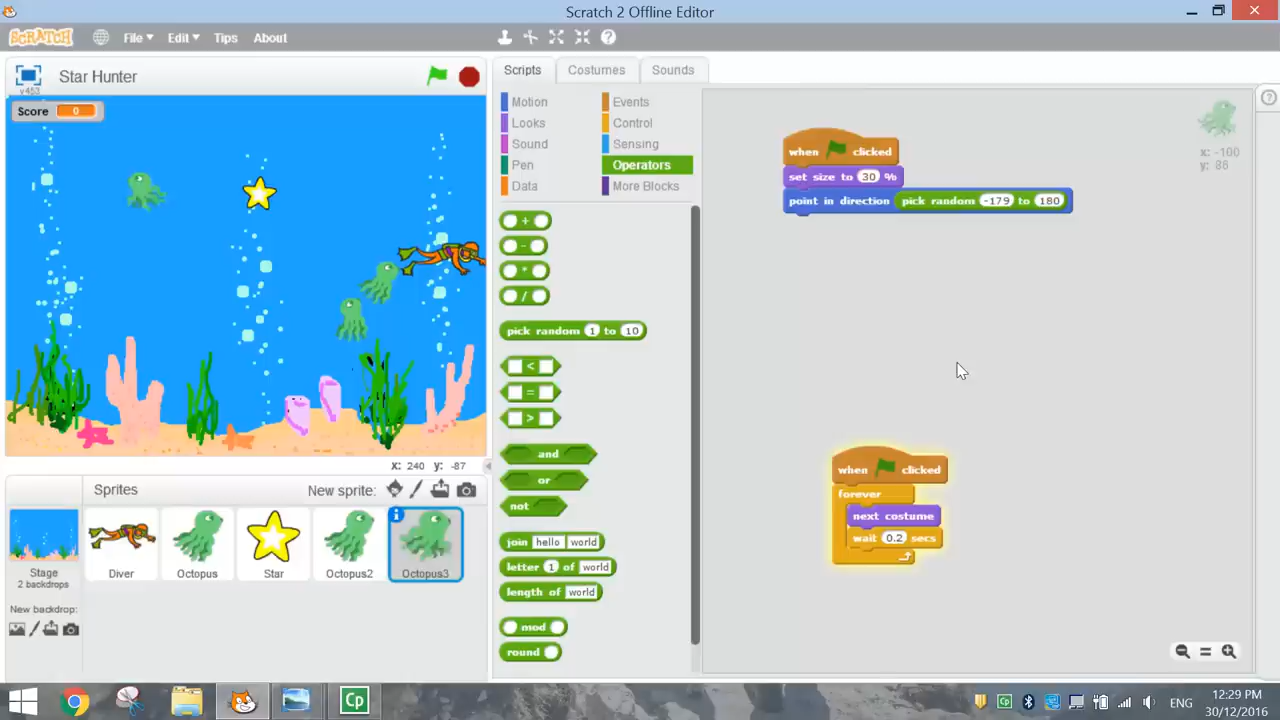 Scratch 2 Offline Editor
SCRATCH File Edit Tips About
v453 Star Hunter
Score 0
x: 240 y: -87
Sprites New sprite:
Stage
2 backdrops
New backdrop:
Diver Octopus Star Octopus2 Octopus3
Scripts Costumes Sounds
Motion Events
Looks Control
Sound Sensing
Pen Operators
Data More Blocks
+
-
*
/
pick random 1 to 10
<
=
>
and
or
not
join hello world
letter 1 of world
length of world
mod
round
when clicked
set size to 30 %
point in direction pick random -179 to 180
when clicked
forever
next costume
wait 0.2 secs
x: -100
y: 86
Cp Cp ENG 12:29 PM
30/12/2016